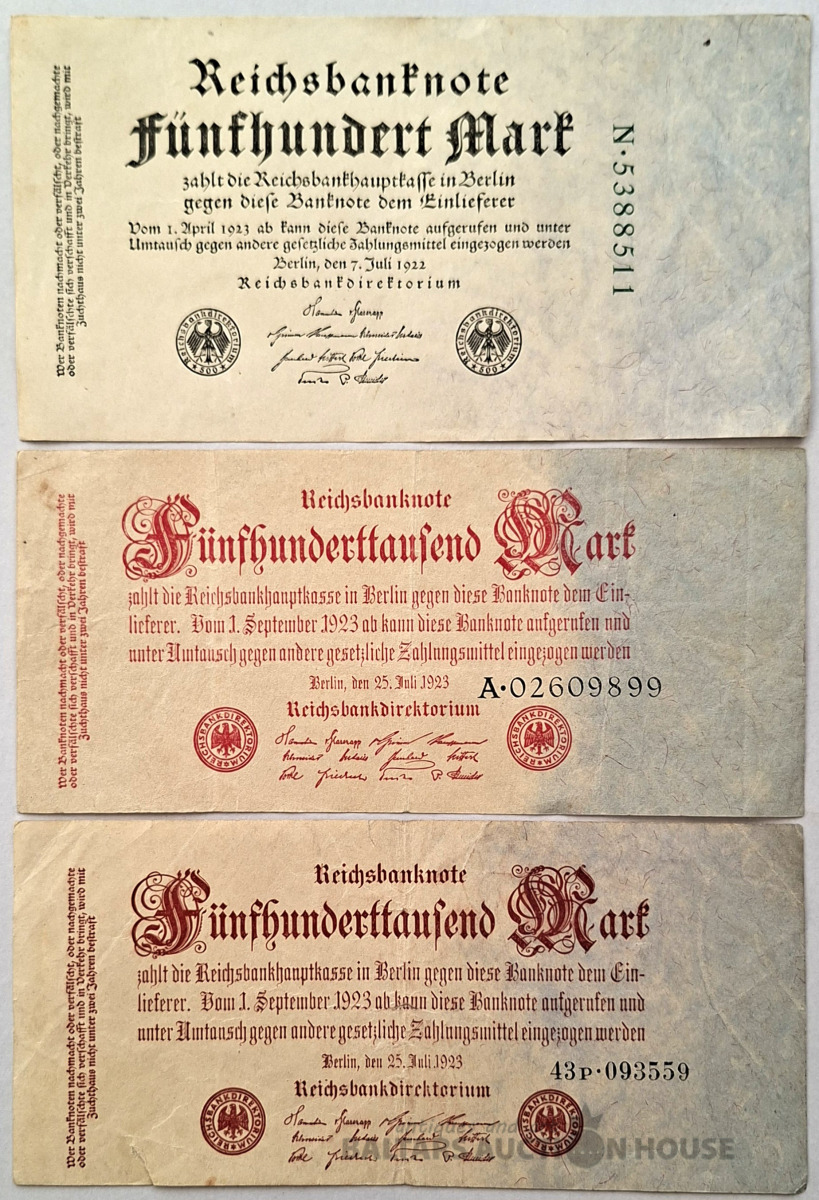 Reichsbanknote
Fünfhundert Mark
zahlt die Reichsbankhauptkasse in Berlin
gegen diese Banknote dem Einlieferer
Vom 1. April 1923 ab kann diese Banknote aufgerufen und unter
Umtausch gegen andere gesetzliche Zahlungsmittel eingezogen werden
Berlin, den 7. Juli 1922
Reichsbankdirektorium
Reichsbankdirektorium
* 500 *
Reichsbankdirektorium
* 500 *
N·5388511
Wer Banknoten nachmacht oder verfälscht, oder nachgemachte
oder verfälschte sich verschafft und in Verkehr bringt, wird mit
Zuchthaus nicht unter zwei Jahren bestraft
Reichsbanknote
Fünfhunderttausend Mark
zahlt die Reichsbankhauptkasse in Berlin gegen diese Banknote dem Ein-
lieferer. Vom 1. September 1923 ab kann diese Banknote aufgerufen und
unter Umtausch gegen andere gesetzliche Zahlungsmittel eingezogen werden
Berlin, den 25. Juli 1923
A·02609899
Reichsbankdirektorium
REICHSBANKDIREKTORIUM
REICHSBANKDIREKTORIUM
Wer Banknoten nachmacht oder verfälscht, oder nachgemachte
oder verfälschte sich verschafft und in Verkehr bringt, wird mit
Zuchthaus nicht unter zwei Jahren bestraft
Reichsbanknote
Fünfhunderttausend Mark
zahlt die Reichsbankhauptkasse in Berlin gegen diese Banknote dem Ein-
lieferer. Vom 1. September 1923 ab kann diese Banknote aufgerufen und
unter Umtausch gegen andere gesetzliche Zahlungsmittel eingezogen werden
Berlin, den 25. Juli 1923
43P·093559
Reichsbankdirektorium
REICHSBANKDIREKTORIUM
REICHSBANKDIREKTORIUM
Wer Banknoten nachmacht oder verfälscht, oder nachgemachte
oder verfälschte sich verschafft und in Verkehr bringt, wird mit
Zuchthaus nicht unter zwei Jahren bestraft
HOUSE